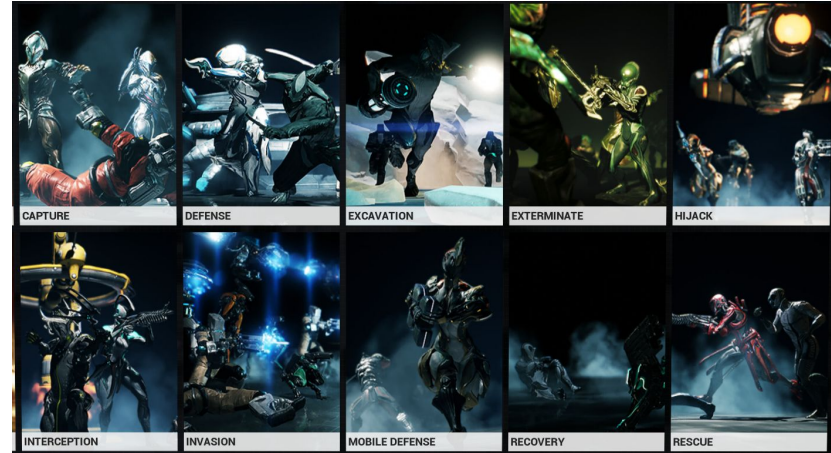 CAPTURE
DEFENSE
EXCAVATION
EXTERMINATE
HIJACK
INTERCEPTION
INVASION
MOBILE DEFENSE
RECOVERY
RESCUE